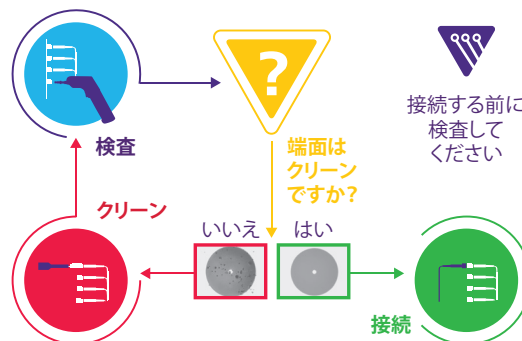 ?
接続する前に
検査して
ください
検査
端面は
クリーン
ですか？
クリーン
いいえ
はい
接続